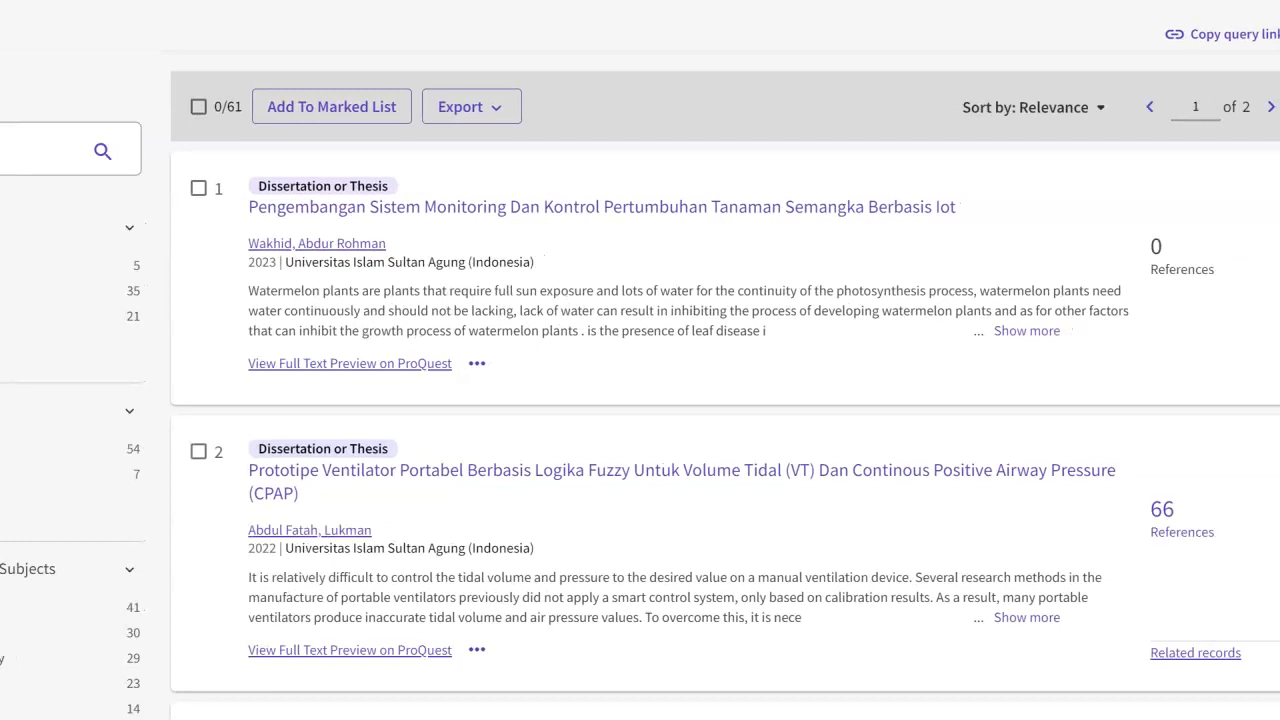 Copy query link
0/61 Add To Marked List Export Sort by: Relevance 1 of 2
1 Dissertation or Thesis
Pengembangan Sistem Monitoring Dan Kontrol Pertumbuhan Tanaman Semangka Berbasis Iot
Wakhid, Abdur Rohman
2023 | Universitas Islam Sultan Agung (Indonesia)
Watermelon plants are plants that require full sun exposure and lots of water for the continuity of the photosynthesis process, watermelon plants need
water continuously and should not be lacking, lack of water can result in inhibiting the process of developing watermelon plants and as for other factors
that can inhibit the growth process of watermelon plants . is the presence of leaf disease i ... Show more
View Full Text Preview on ProQuest •••
0
References
5
35
21
54
7
2 Dissertation or Thesis
Prototipe Ventilator Portabel Berbasis Logika Fuzzy Untuk Volume Tidal (VT) Dan Continous Positive Airway Pressure
(CPAP)
Abdul Fatah, Lukman
2022 | Universitas Islam Sultan Agung (Indonesia)
It is relatively difficult to control the tidal volume and pressure to the desired value on a manual ventilation device. Several research methods in the
manufacture of portable ventilators previously did not apply a smart control system, only based on calibration results. As a result, many portable
ventilators produce inaccurate tidal volume and air pressure values. To overcome this, it is nece ... Show more
View Full Text Preview on ProQuest •••
66
References
Related records
Subjects
41
30
y 29
23
14